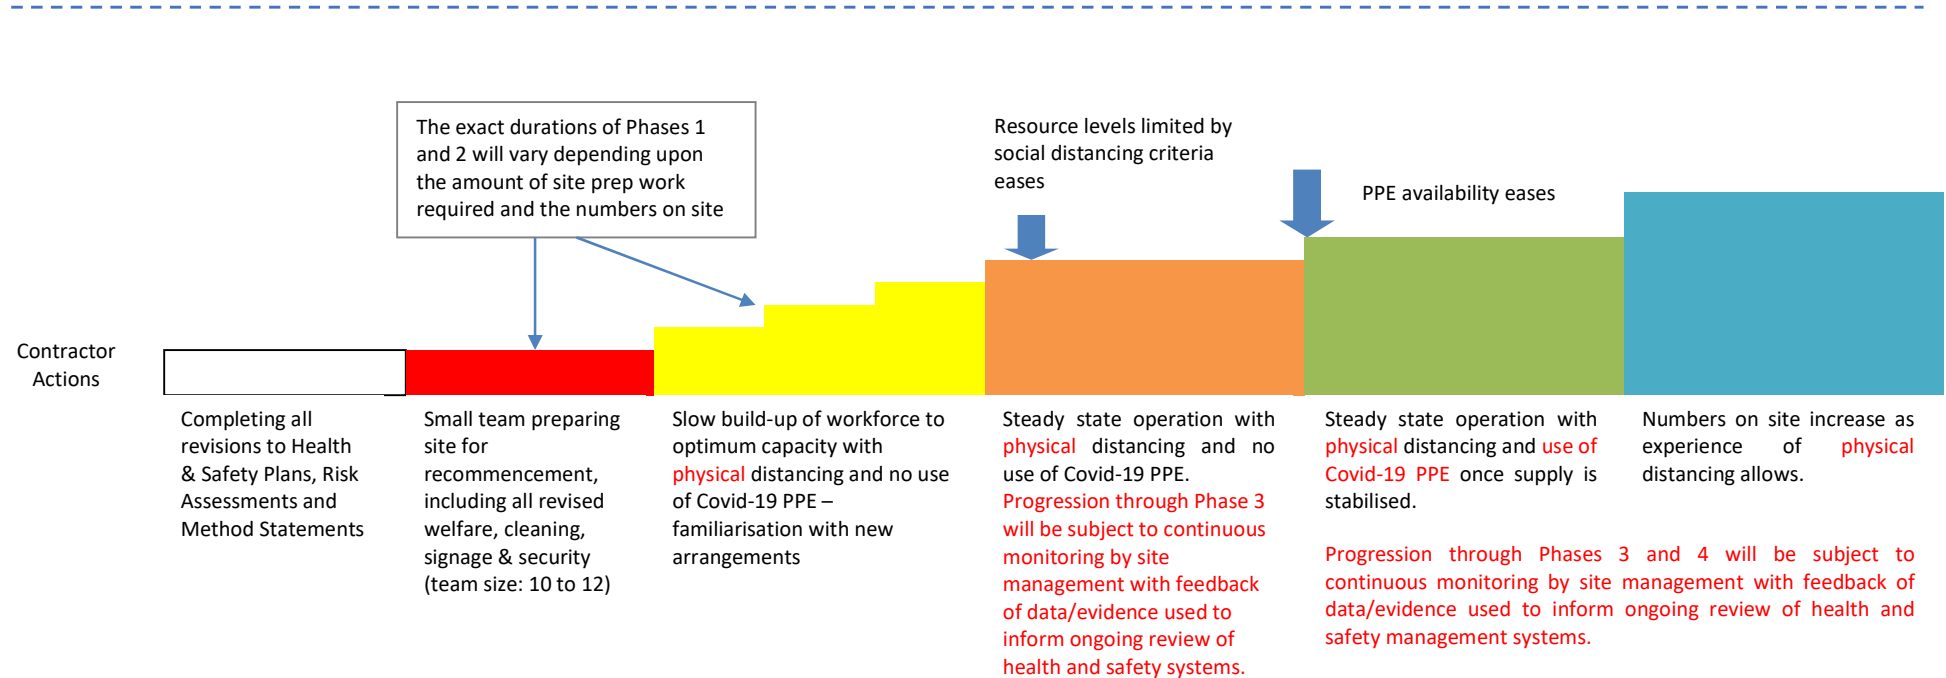 The exact durations of Phases 1
and 2 will vary depending upon
the amount of site prep work
required and the numbers on site
Resource levels limited by
social distancing criteria
eases
PPE availability eases
Contractor
Actions
Completing all
revisions to Health
& Safety Plans, Risk
Assessments and
Method Statements
Small team preparing
site for
recommencement,
including all revised
welfare, cleaning,
signage & security
(team size: 10 to 12)
Slow build-up of workforce to
optimum capacity with
physical distancing and no use
of Covid-19 PPE –
familiarisation with new
arrangements
Steady state operation with
physical distancing and no
use of Covid-19 PPE.
Progression through Phase 3
will be subject to continuous
monitoring by site
management with feedback
of data/evidence used to
inform ongoing review of
health and safety systems.
Steady state operation with
physical distancing and use of
Covid-19 PPE once supply is
stabilised.
Progression through Phases 3 and 4 will be subject to
continuous monitoring by site management with feedback of
data/evidence used to inform ongoing review of health and
safety management systems.
Numbers on site increase as
experience of physical
distancing allows.